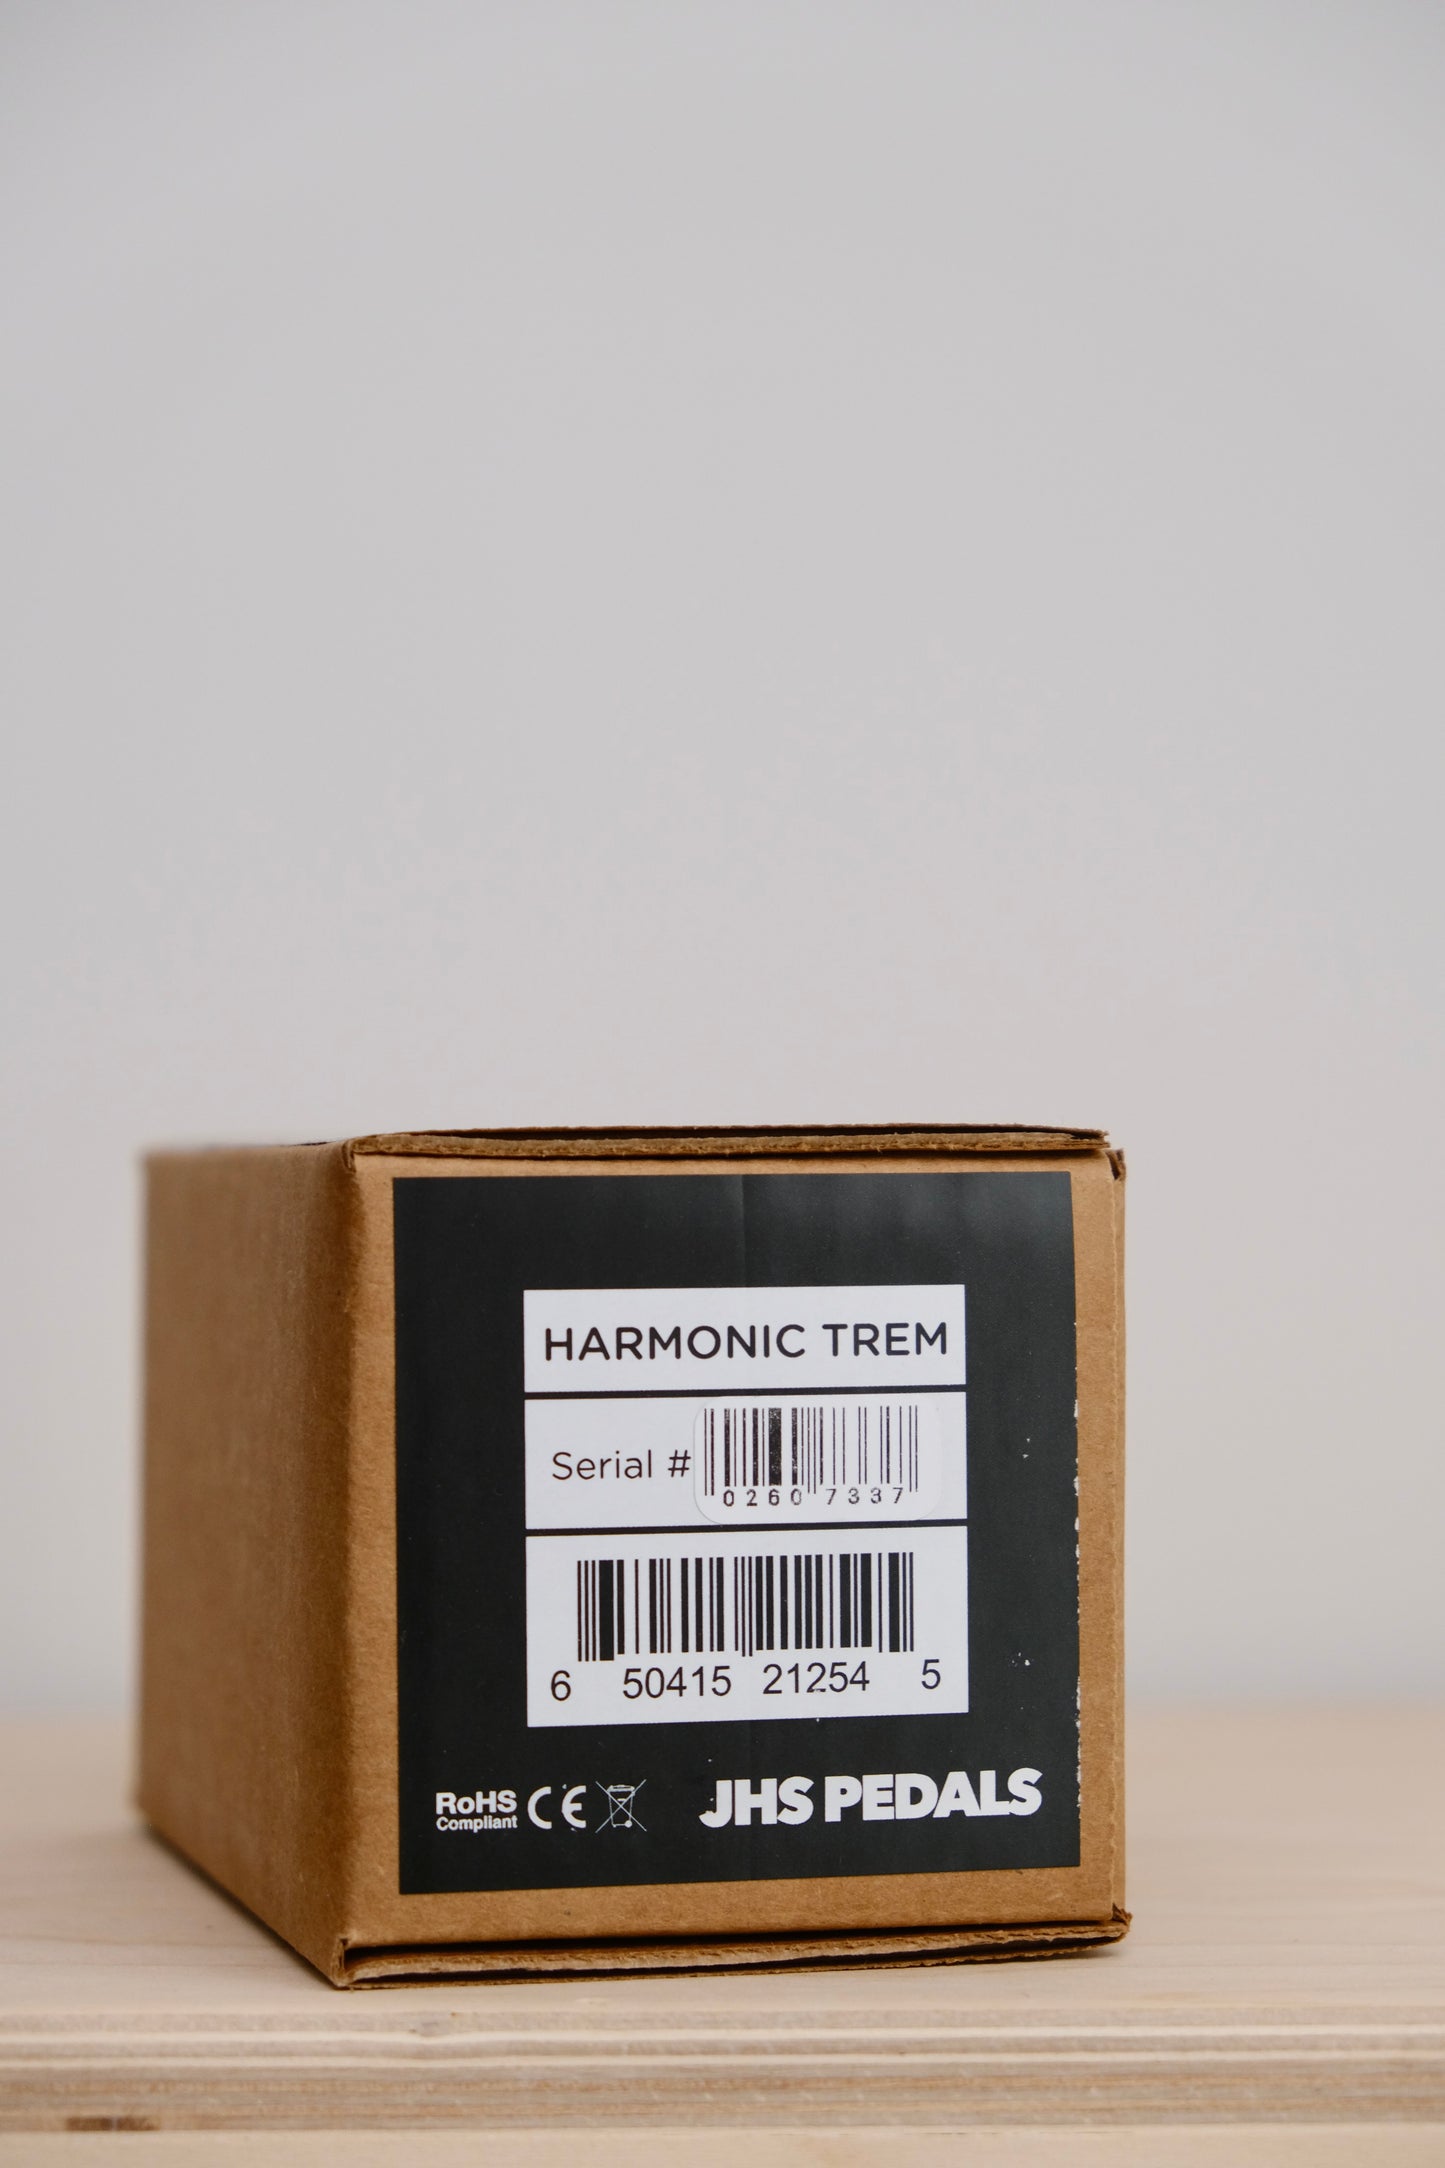 HARMONIC TREM
Serial #
0260 7337
6 50415 21254 5
RoHS
Compliant
CE
JHS PEDALS